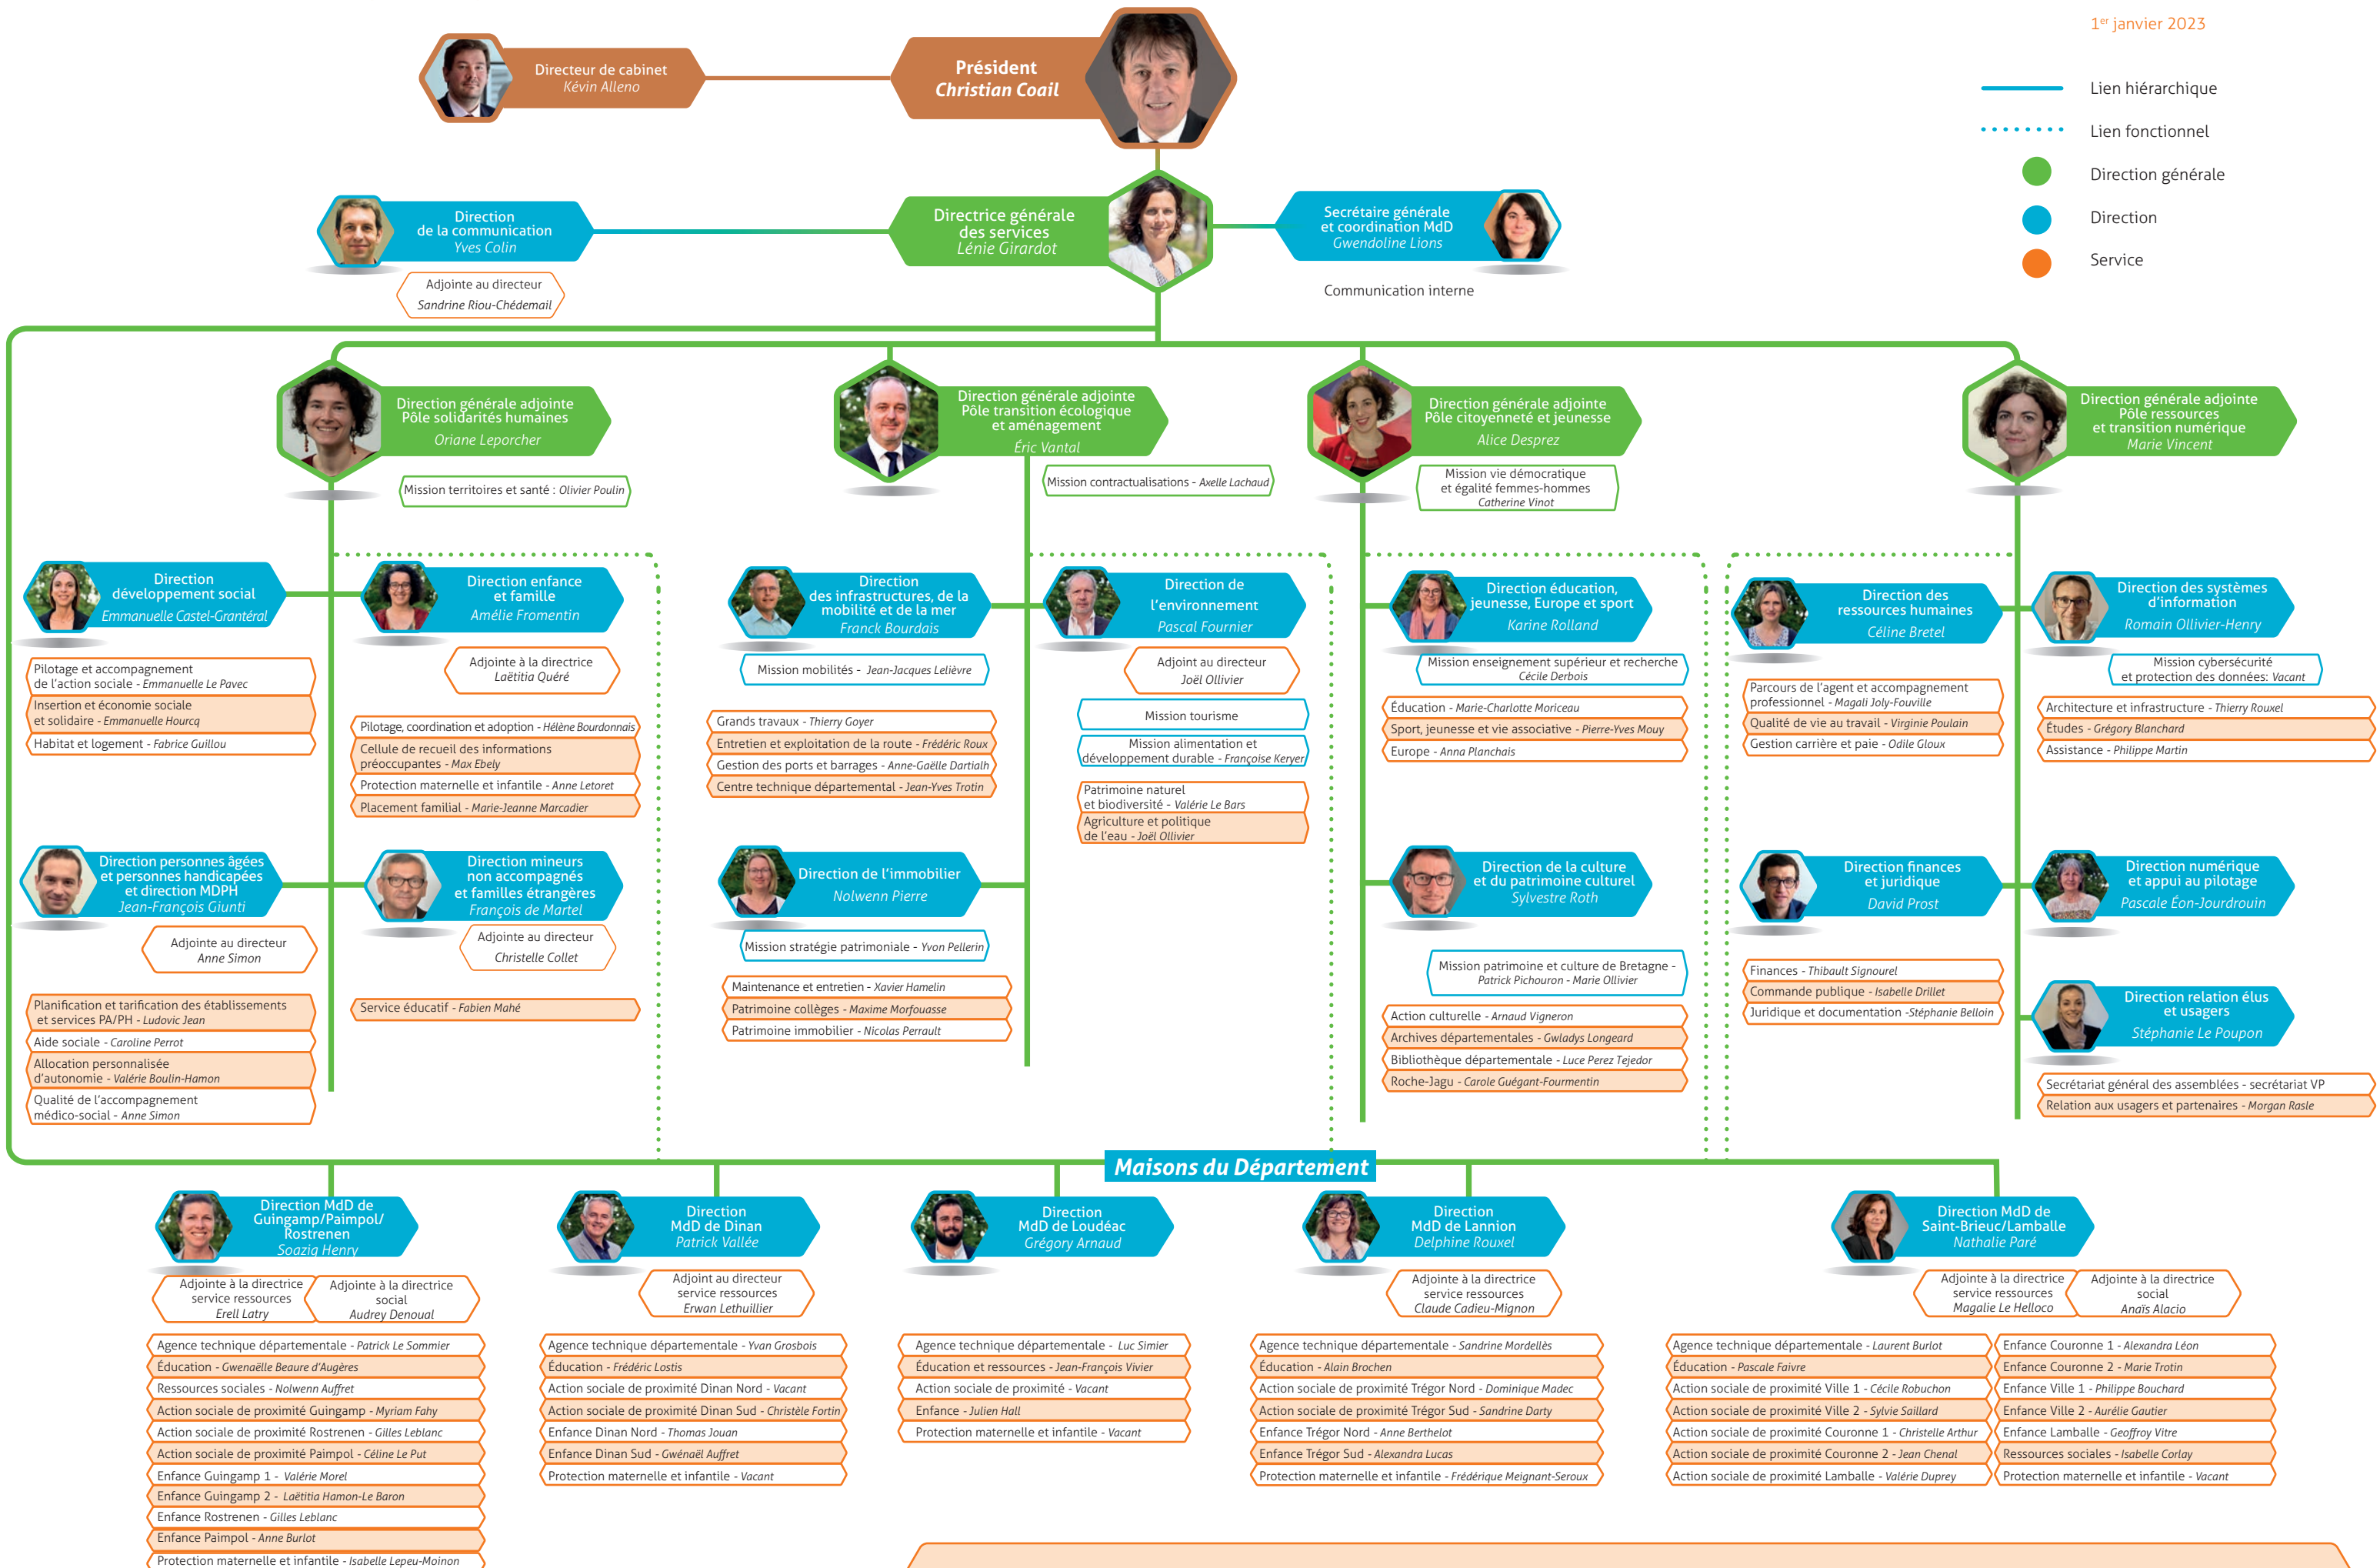 1er janvier 2023
Lien hiérarchique
Lien fonctionnel
Direction générale
Direction
Service
Directeur de cabinet
Kévin Alleno
Président
Christian Coail
Direction
de la communication
Yves Colin
Adjointe au directeur
Sandrine Riou-Chédemail
Directrice générale
des services
Lénie Girardot
Secrétaire générale
et coordination MdD
Gwendoline Lions
Communication interne
Direction générale adjointe
Pôle solidarités humaines
Oriane Leporcher
Mission territoires et santé : Olivier Poulin
Direction générale adjointe
Pôle transition écologique
et aménagement
Éric Vantal
Mission contractualisations - Axelle Lachaud
Direction générale adjointe
Pôle citoyenneté et jeunesse
Alice Desprez
Mission vie démocratique
et égalité femmes-hommes
Catherine Vinot
Direction générale adjointe
Pôle ressources
et transition numérique
Marie Vincent
Direction
développement social
Emmanuelle Castel-Grantéral
Pilotage et accompagnement
de l'action sociale - Emmanuelle Le Pavec
Insertion et économie sociale
et solidaire - Emmanuelle Hourcq
Habitat et logement - Fabrice Guillou
Direction enfance
et famille
Amélie Fromentin
Adjointe à la directrice
Laëtitia Quéré
Pilotage, coordination et adoption - Hélène Bourdonnais
Cellule de recueil des informations
préoccupantes - Max Ebely
Protection maternelle et infantile - Anne Letoret
Placement familial - Marie-Jeanne Marcadier
Direction personnes âgées
et personnes handicapées
et direction MDPH
Jean-François Giunti
Adjointe au directeur
Anne Simon
Planification et tarification des établissements
et services PA/PH - Ludovic Jean
Aide sociale - Caroline Perrot
Allocation personnalisée
d'autonomie - Valérie Boulin-Hamon
Qualité de l'accompagnement
médico-social - Anne Simon
Direction mineurs
non accompagnés
et familles étrangères
François de Martel
Adjointe au directeur
Christelle Collet
Service éducatif - Fabien Mahé
Direction
des infrastructures, de la
mobilité et de la mer
Franck Bourdais
Mission mobilités - Jean-Jacques Lelièvre
Grands travaux - Thierry Goyer
Entretien et exploitation de la route - Frédéric Roux
Gestion des ports et barrages - Anne-Gaëlle Dartialh
Centre technique départemental - Jean-Yves Trotin
Direction de
l'environnement
Pascal Fournier
Adjoint au directeur
Joël Ollivier
Mission tourisme
Mission alimentation et
développement durable - Françoise Keryer
Patrimoine naturel
et biodiversité - Valérie Le Bars
Agriculture et politique
de l'eau - Joël Ollivier
Direction de l'immobilier
Nolwenn Pierre
Mission stratégie patrimoniale - Yvon Pellerin
Maintenance et entretien - Xavier Hamelin
Patrimoine collèges - Maxime Morfouasse
Patrimoine immobilier - Nicolas Perrault
Direction éducation,
jeunesse, Europe et sport
Karine Rolland
Mission enseignement supérieur et recherche
Cécile Derbois
Éducation - Marie-Charlotte Moriceau
Sport, jeunesse et vie associative - Pierre-Yves Mouy
Europe - Anna Planchais
Direction de la culture
et du patrimoine culturel
Sylvestre Roth
Mission patrimoine et culture de Bretagne -
Patrick Pichouron - Marie Ollivier
Action culturelle - Arnaud Vigneron
Archives départementales - Gwladys Longeard
Bibliothèque départementale - Luce Perez Tejedor
Roche-Jagu - Carole Guégant-Fourmentin
Direction des
ressources humaines
Céline Bretel
Parcours de l'agent et accompagnement
professionnel - Magali Joly-Fouville
Qualité de vie au travail - Virginie Poulain
Gestion carrière et paie - Odile Gloux
Direction des systèmes
d'information
Romain Ollivier-Henry
Mission cybersécurité
et protection des données: Vacant
Architecture et infrastructure - Thierry Rouxel
Études - Grégory Blanchard
Assistance - Philippe Martin
Direction finances
et juridique
David Prost
Finances - Thibault Signourel
Commande publique - Isabelle Drillet
Juridique et documentation -Stéphanie Belloin
Direction numérique
et appui au pilotage
Pascale Éon-Jourdrouin
Direction relation élus
et usagers
Stéphanie Le Poupon
Secrétariat général des assemblées - secrétariat VP
Relation aux usagers et partenaires - Morgan Rasle
Maisons du Département
Direction MdD de
Guingamp/Paimpol/
Rostrenen
Soazig Henry
Adjointe à la directrice
service ressources
Erell Latry
Adjointe à la directrice
social
Audrey Denoual
Agence technique départementale - Patrick Le Sommier
Éducation - Gwenaëlle Beaure d'Augères
Ressources sociales - Nolwenn Auffret
Action sociale de proximité Guingamp - Myriam Fahy
Action sociale de proximité Rostrenen - Gilles Leblanc
Action sociale de proximité Paimpol - Céline Le Put
Enfance Guingamp 1 - Valérie Morel
Enfance Guingamp 2 - Laëtitia Hamon-Le Baron
Enfance Rostrenen - Gilles Leblanc
Enfance Paimpol - Anne Burlot
Protection maternelle et infantile - Isabelle Lepeu-Moinon
Direction
MdD de Dinan
Patrick Vallée
Adjoint au directeur
service ressources
Erwan Lethuillier
Agence technique départementale - Yvan Grosbois
Éducation - Frédéric Lostis
Action sociale de proximité Dinan Nord - Vacant
Action sociale de proximité Dinan Sud - Christèle Fortin
Enfance Dinan Nord - Thomas Jouan
Enfance Dinan Sud - Gwénaël Auffret
Protection maternelle et infantile - Vacant
Direction
MdD de Loudéac
Grégory Arnaud
Agence technique départementale - Luc Simier
Éducation et ressources - Jean-François Vivier
Action sociale de proximité - Vacant
Enfance - Julien Hall
Protection maternelle et infantile - Vacant
Direction
MdD de Lannion
Delphine Rouxel
Adjointe à la directrice
service ressources
Claude Cadieu-Mignon
Agence technique départementale - Sandrine Mordellès
Éducation - Alain Brochen
Action sociale de proximité Trégor Nord - Dominique Madec
Action sociale de proximité Trégor Sud - Sandrine Darty
Enfance Trégor Nord - Anne Berthelot
Enfance Trégor Sud - Alexandra Lucas
Protection maternelle et infantile - Frédérique Meignant-Seroux
Direction MdD de
Saint-Brieuc/Lamballe
Nathalie Paré
Adjointe à la directrice
service ressources
Magalie Le Helloco
Adjointe à la directrice
social
Anaïs Alacio
Agence technique départementale - Laurent Burlot
Éducation - Pascale Faivre
Action sociale de proximité Ville 1 - Cécile Robuchon
Action sociale de proximité Ville 2 - Sylvie Saillard
Action sociale de proximité Couronne 1 - Christelle Arthur
Action sociale de proximité Couronne 2 - Jean Chenal
Action sociale de proximité Lamballe - Valérie Duprey
Enfance Couronne 1 - Alexandra Léon
Enfance Couronne 2 - Marie Trotin
Enfance Ville 1 - Philippe Bouchard
Enfance Ville 2 - Aurélie Gautier
Enfance Lamballe - Geoffroy Vitre
Ressources sociales - Isabelle Corlay
Protection maternelle et infantile - Vacant